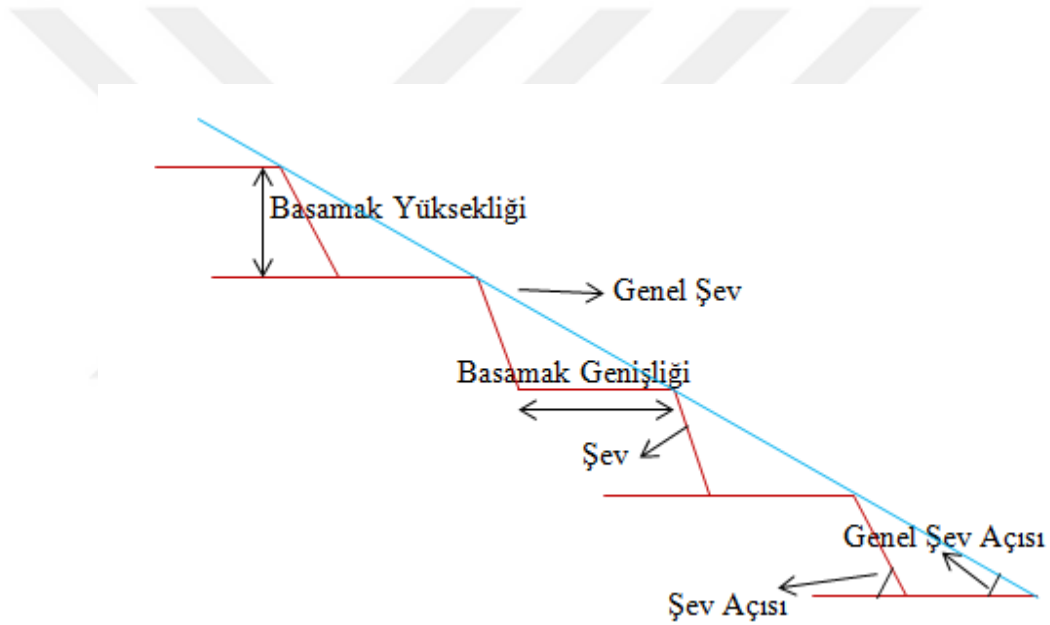 Basamak Yüksekliği
Genel Şev
Basamak Genişliği
Şev
Genel Şev Açısı
Şev Açısı